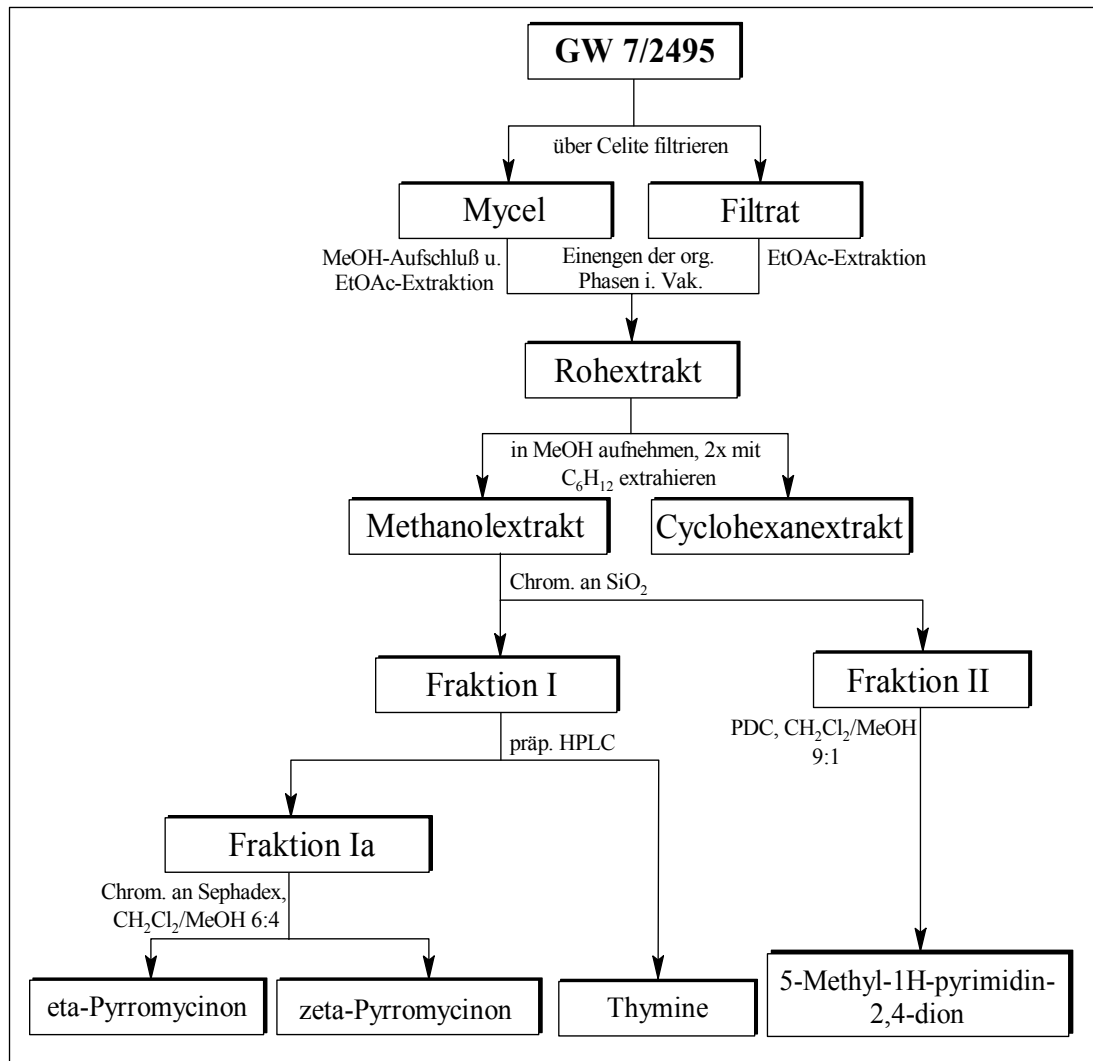 GW 7/2495
über Celite filtrieren
Mycel
Filtrat
MeOH-Aufschluß u.
EtOAc-Extraktion
Einengen der org.
Phasen i. Vak.
EtOAc-Extraktion
Rohextrakt
in MeOH aufnehmen, 2x mit
C₆H₁₂ extrahieren
Methanolextrakt
Cyclohexanextrakt
Chrom. an SiO₂
Fraktion I
Fraktion II
präp. HPLC
PDC, CH₂Cl₂/MeOH
9:1
Fraktion Ia
Chrom. an Sephadex,
CH₂Cl₂/MeOH 6:4
eta-Pyrromycinon
zeta-Pyrromycinon
Thymine
5-Methyl-1H-pyrimidin-
2,4-dion